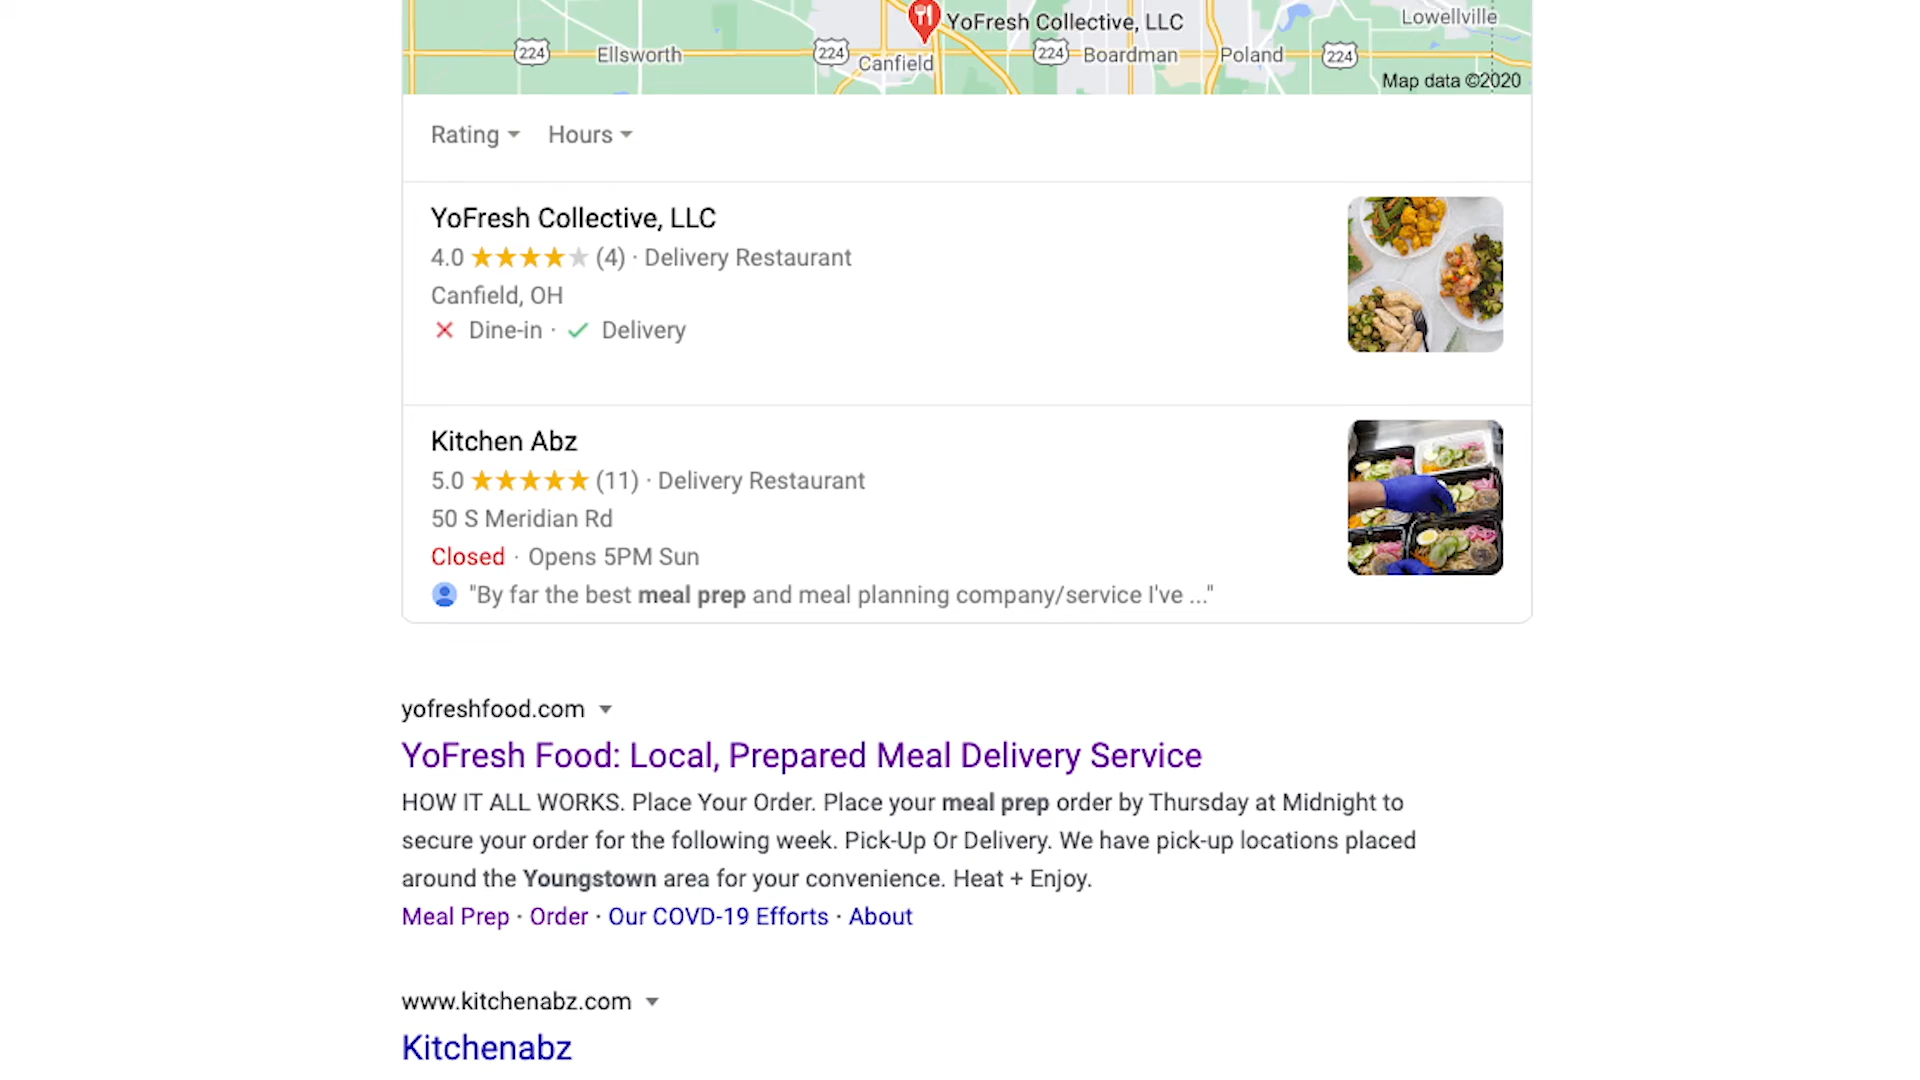 YoFresh Collective, LLC
Lowellville
224
Ellsworth
224
Canfield
224
Boardman
Poland
224
Map data ©2020
Rating Hours
YoFresh Collective, LLC
4.0 (4) · Delivery Restaurant
Canfield, OH
Dine-in · Delivery
Kitchen Abz
5.0 (11) · Delivery Restaurant
50 S Meridian Rd
Closed · Opens 5PM Sun
"By far the best meal prep and meal planning company/service I've ..."
yofreshfood.com
YoFresh Food: Local, Prepared Meal Delivery Service
HOW IT ALL WORKS. Place Your Order. Place your meal prep order by Thursday at Midnight to
secure your order for the following week. Pick-Up Or Delivery. We have pick-up locations placed
around the Youngstown area for your convenience. Heat + Enjoy.
Meal Prep · Order · Our COVD-19 Efforts · About
www.kitchenabz.com
Kitchenabz